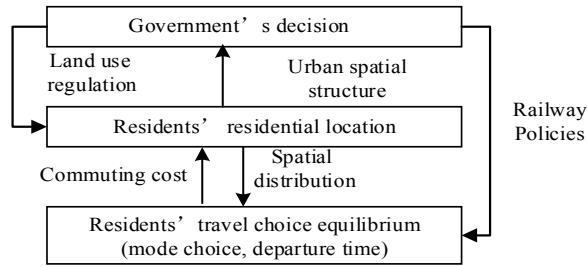 Government’s decision
Land use
regulation
Urban spatial
structure
Railway
Policies
Residents’ residential location
Commuting cost
Spatial
distribution
Residents’ travel choice equilibrium
(mode choice, departure time)